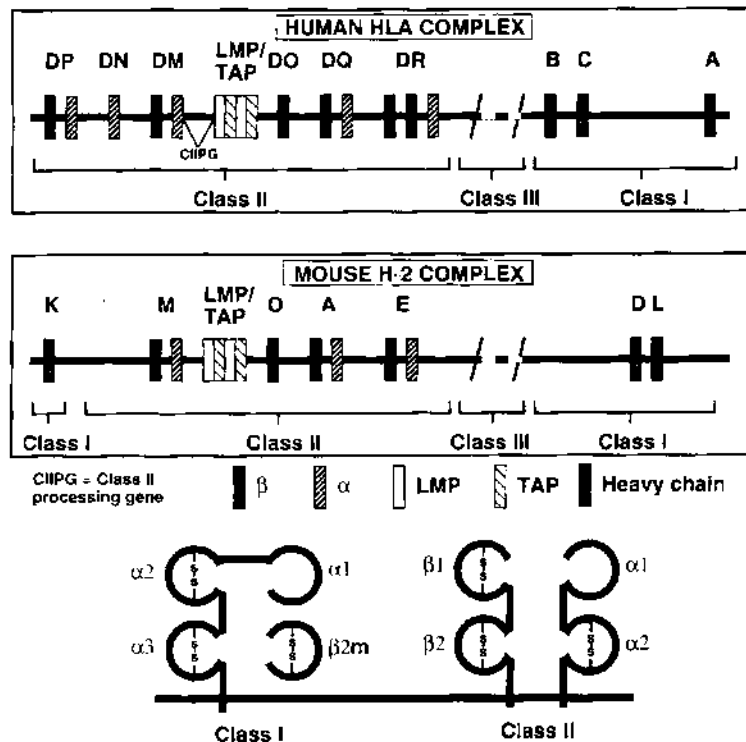 HUMAN HLA COMPLEX
DP DN DM LMP/ TAP DO DQ DR B C A
CIIPG
Class II Class III Class I
MOUSE H-2 COMPLEX
K M LMP/ TAP O A E D L
Class I Class II Class III Class I
CIIPG = Class II
processing gene
β α LMP TAP Heavy chain
α2 S S α1 β1 S S α1
α3 S S β2m S S β2 S S α2 S S
Class I Class II